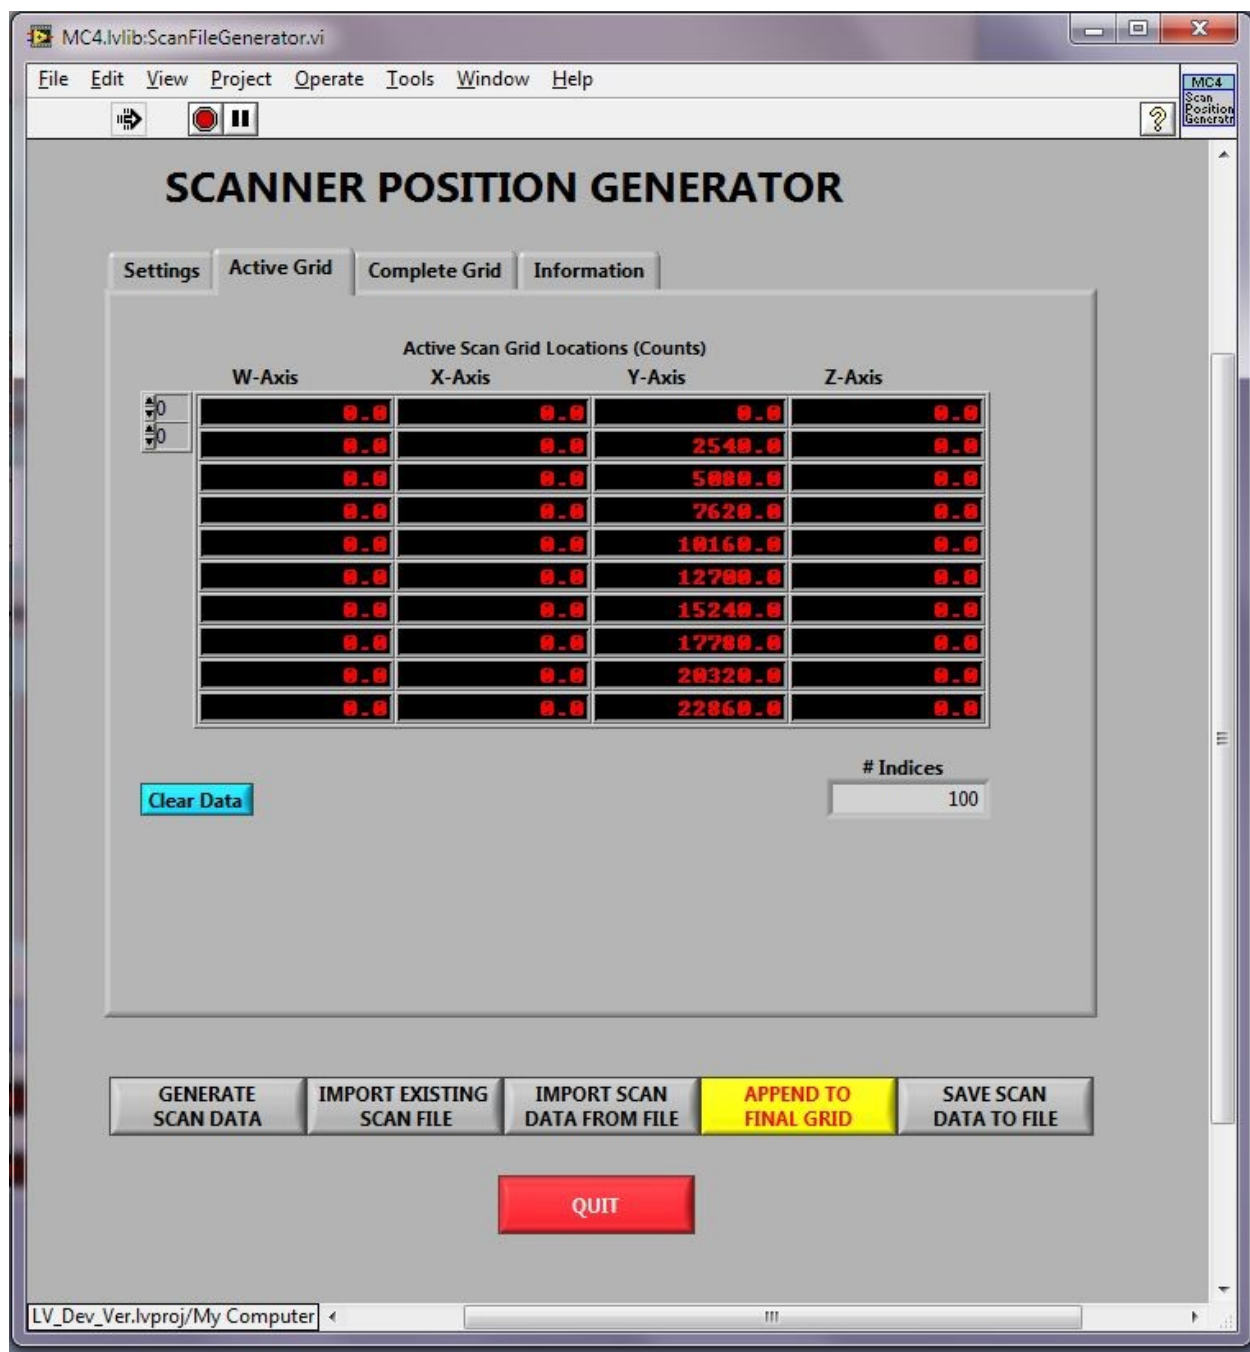 MC4.lvlib:ScanFileGenerator.vi
File Edit View Project Operate Tools Window Help
MC4
Scan
Position
Generatr
?
SCANNER POSITION GENERATOR
Settings Active Grid Complete Grid Information
Active Scan Grid Locations (Counts)
W-Axis X-Axis Y-Axis Z-Axis
0 0.0 0.0 0.0 0.0
0 0.0 0.0 2540.0 0.0
0.0 0.0 5080.0 0.0
0.0 0.0 7620.0 0.0
0.0 0.0 10160.0 0.0
0.0 0.0 12700.0 0.0
0.0 0.0 15240.0 0.0
0.0 0.0 17780.0 0.0
0.0 0.0 20320.0 0.0
0.0 0.0 22860.0 0.0
# Indices
Clear Data 100
GENERATE
SCAN DATA
IMPORT EXISTING
SCAN FILE
IMPORT SCAN
DATA FROM FILE
APPEND TO
FINAL GRID
SAVE SCAN
DATA TO FILE
QUIT
LV_Dev_Ver.lvproj/My Computer